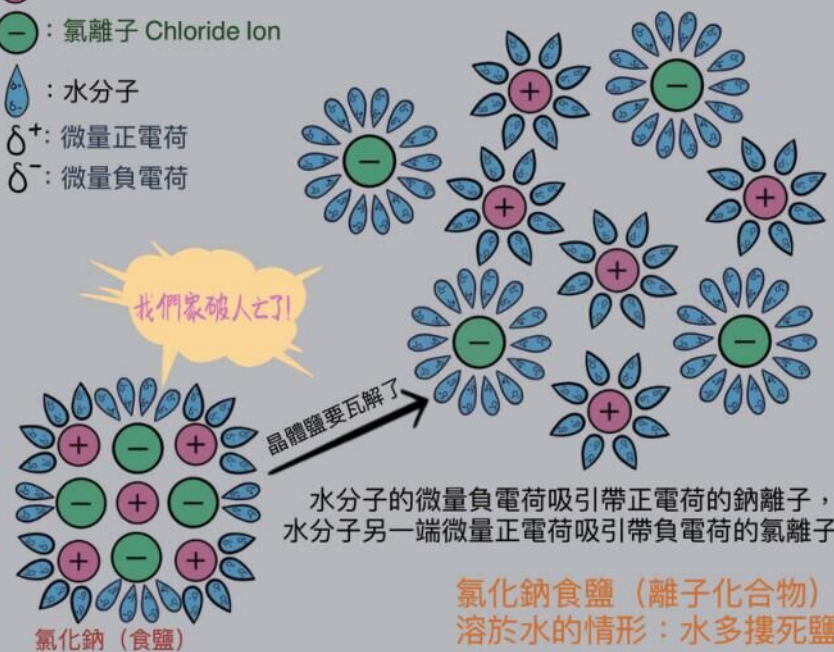 ：氯離子 Chloride Ion
：水分子
δ⁺：微量正電荷
δ⁻：微量負電荷
我們家破人亡了!
晶體鹽要瓦解了
水分子的微量負電荷吸引帶正電荷的鈉離子，
水分子另一端微量正電荷吸引帶負電荷的氯離子
氯化鈉食鹽（離子化合物）
溶於水的情形：水多摟死鹽
氯化鈉（食鹽）